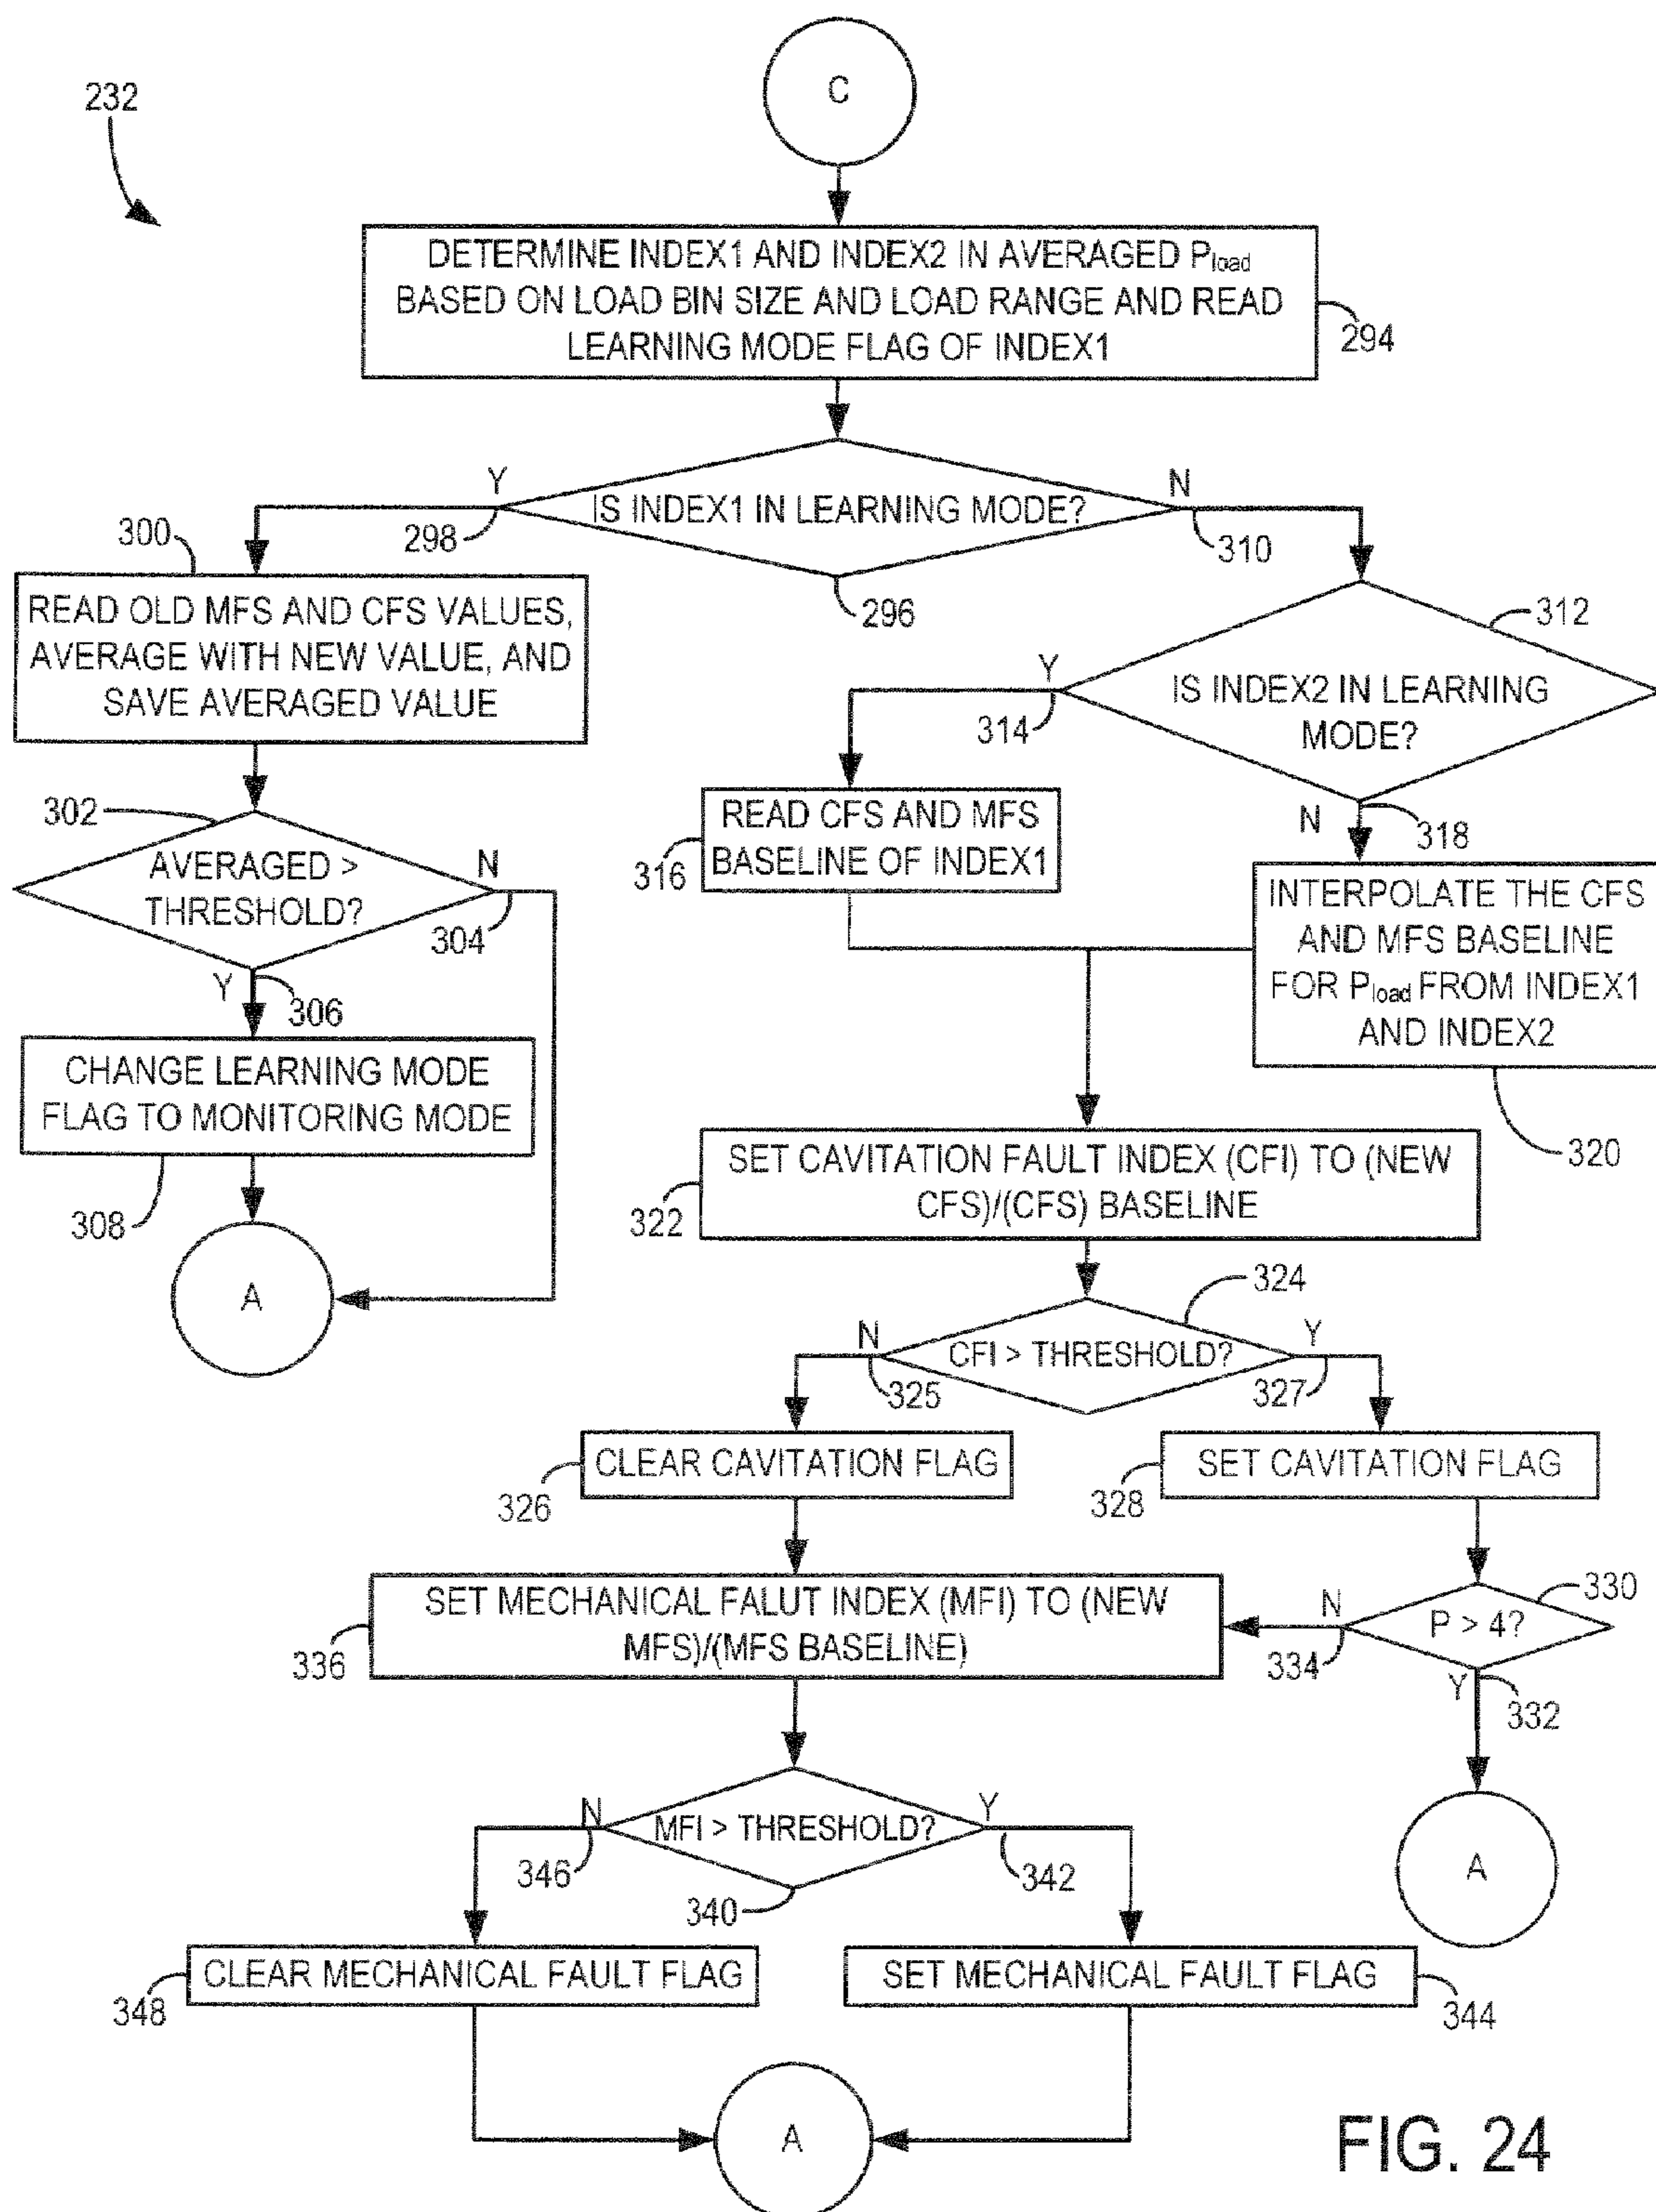 C
232
DETERMINE INDEX1 AND INDEX2 IN AVERAGED Pload
BASED ON LOAD BIN SIZE AND LOAD RANGE AND READ
LEARNING MODE FLAG OF INDEX1
294
Y
IS INDEX1 IN LEARNING MODE?
N
298
310
296
300
READ OLD MFS AND CFS VALUES,
AVERAGE WITH NEW VALUE, AND
SAVE AVERAGED VALUE
312
IS INDEX2 IN LEARNING
MODE?
Y
314
N
318
302
AVERAGED >
THRESHOLD?
N
304
Y
306
316
READ CFS AND MFS
BASELINE OF INDEX1
INTERPOLATE THE CFS
AND MFS BASELINE
FOR Pload FROM INDEX1
AND INDEX2
320
CHANGE LEARNING MODE
FLAG TO MONITORING MODE
308
A
322
SET CAVITATION FAULT INDEX (CFI) TO (NEW
CFS)/(CFS) BASELINE
324
N
CFI > THRESHOLD?
Y
325
327
CLEAR CAVITATION FLAG
326
SET CAVITATION FLAG
328
330
P > 4?
N
334
Y
332
A
SET MECHANICAL FALUT INDEX (MFI) TO (NEW
MFS)/(MFS BASELINE)
336
N
MFI > THRESHOLD?
Y
346
342
340
CLEAR MECHANICAL FAULT FLAG
348
SET MECHANICAL FAULT FLAG
344
A
FIG. 24